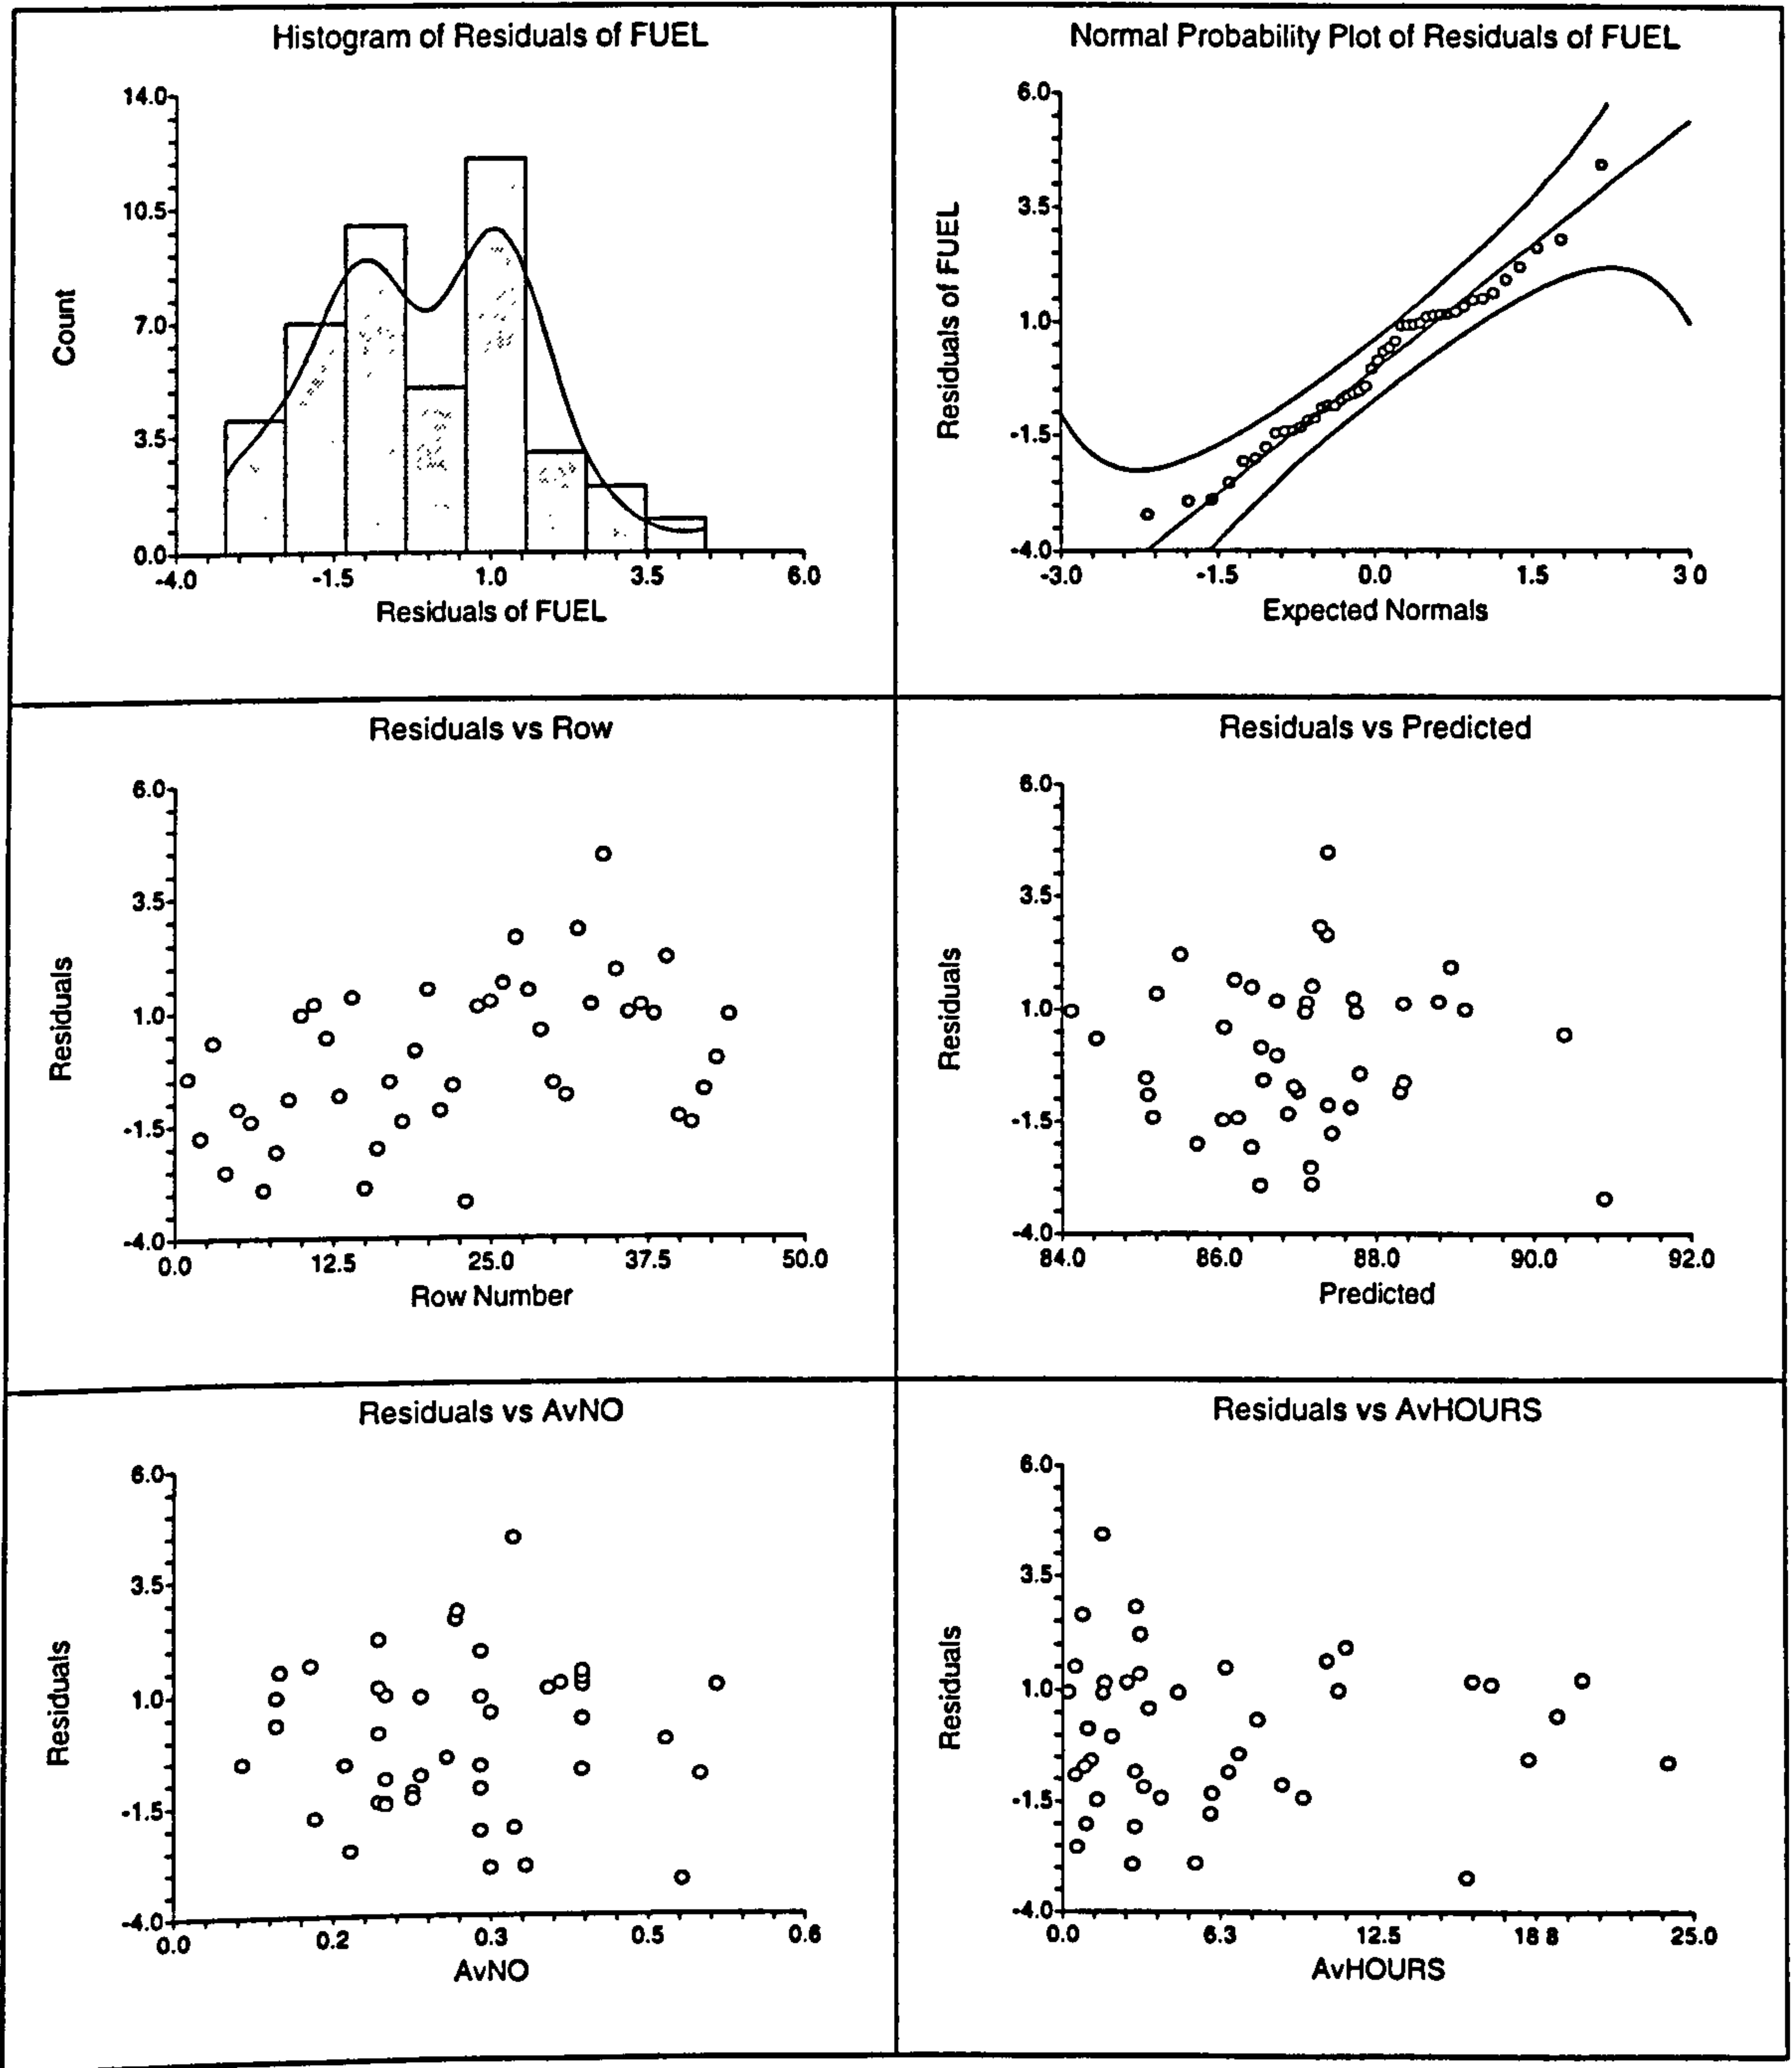 Histogram of Residuals of FUEL
14.0
10.5
7.0
3.5
0.0
Count
-4.0 -1.5 1.0 3.5 6.0
Residuals of FUEL
Normal Probability Plot of Residuals of FUEL
6.0
3.5
1.0
-1.5
-4.0
Residuals of FUEL
-3.0 -1.5 0.0 1.5 3 0
Expected Normals
Residuals vs Row
6.0
3.5
1.0
-1.5
-4.0
Residuals
0.0 12.5 25.0 37.5 50.0
Row Number
Residuals vs Predicted
6.0
3.5
1.0
-1.5
-4.0
Residuals
84.0 86.0 88.0 90.0 92.0
Predicted
Residuals vs AvNO
6.0
3.5
1.0
-1.5
-4.0
Residuals
0.0 0.2 0.3 0.5 0.6
AvNO
Residuals vs AvHOURS
6.0
3.5
1.0
-1.5
-4.0
Residuals
0.0 6.3 12.5 18 8 25.0
AvHOURS